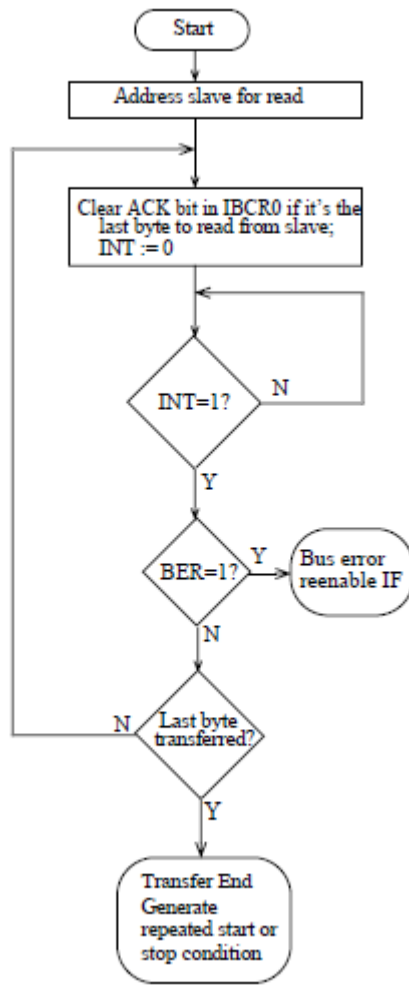 Start
Address slave for read
Clear ACK bit in IBCR0 if it's the
last byte to read from slave;
INT := 0
INT=1?
N
Y
BER=1?
Y
Bus error
reenable IF
N
Last byte
transferred?
N
Y
Transfer End
Generate
repeated start or
stop condition